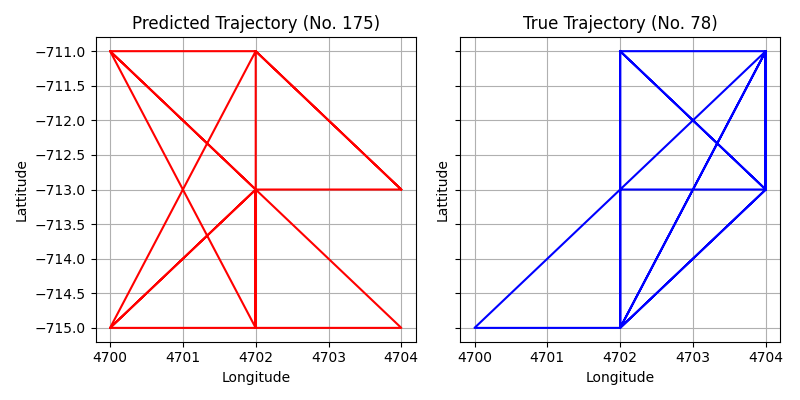 Predicted Trajectory (No. 175)
−711.0
−711.5
−712.0
−712.5
−713.0
−713.5
−714.0
−714.5
−715.0
Lattitude
4700 4701 4702 4703 4704
Longitude
True Trajectory (No. 78)
Lattitude
4700 4701 4702 4703 4704
Longitude